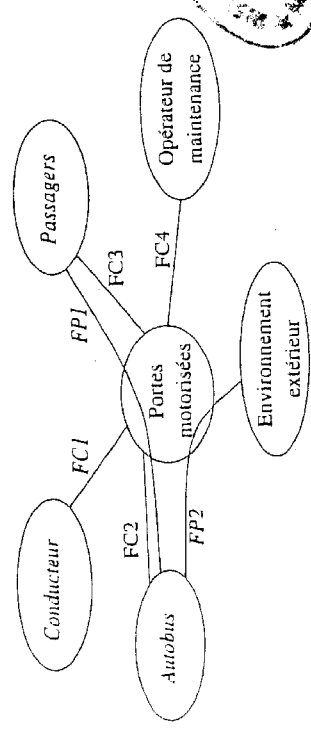 Conducteur
FC1
FP1
Passagers
FC3
FC2
Portes
motorisées
FC4
Opérateur de
maintenance
Autobus
FP2
Environnement
extérieur